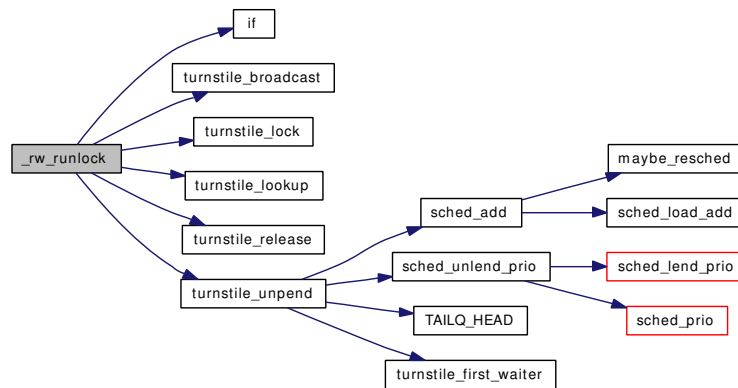 if
turnstile_broadcast
turnstile_lock
maybe_resched
_rw_runlock
turnstile_lookup
sched_add
sched_load_add
turnstile_release
sched_unlend_prio
sched_lend_prio
turnstile_unpend
TAILQ_HEAD
sched_prio
turnstile_first_waiter